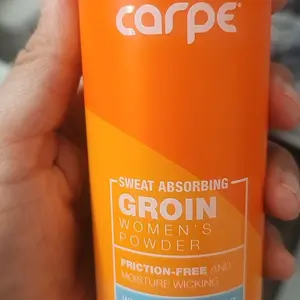 carpe
SWEAT ABSORBING
GROIN
WOMEN'S
POWDER
FRICTION-FREE AND
MOISTURE WICKING